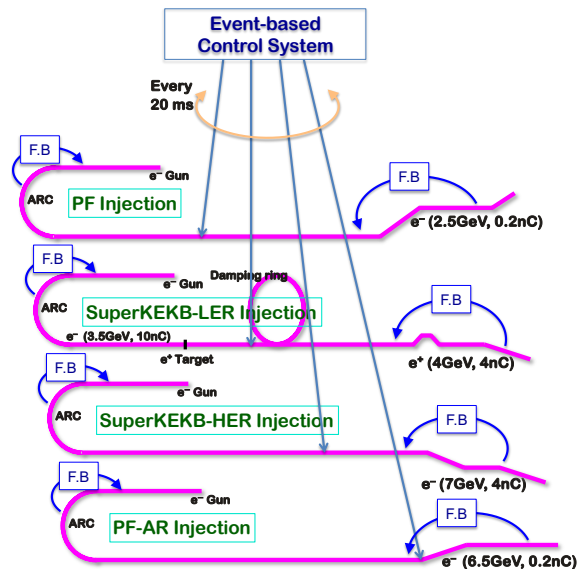 Event-based
Control System
Every
20 ms
F.B
e− Gun
ARC
PF Injection
F.B
e− (2.5GeV, 0.2nC)
F.B
Damping ring
e− Gun
ARC
SuperKEKB-LER Injection
e− (3.5GeV, 10nC)
e+ Target
F.B
e+ (4GeV, 4nC)
F.B
e− Gun
ARC
SuperKEKB-HER Injection
F.B
e− (7GeV, 4nC)
F.B
e− Gun
ARC
PF-AR Injection
F.B
e− (6.5GeV, 0.2nC)